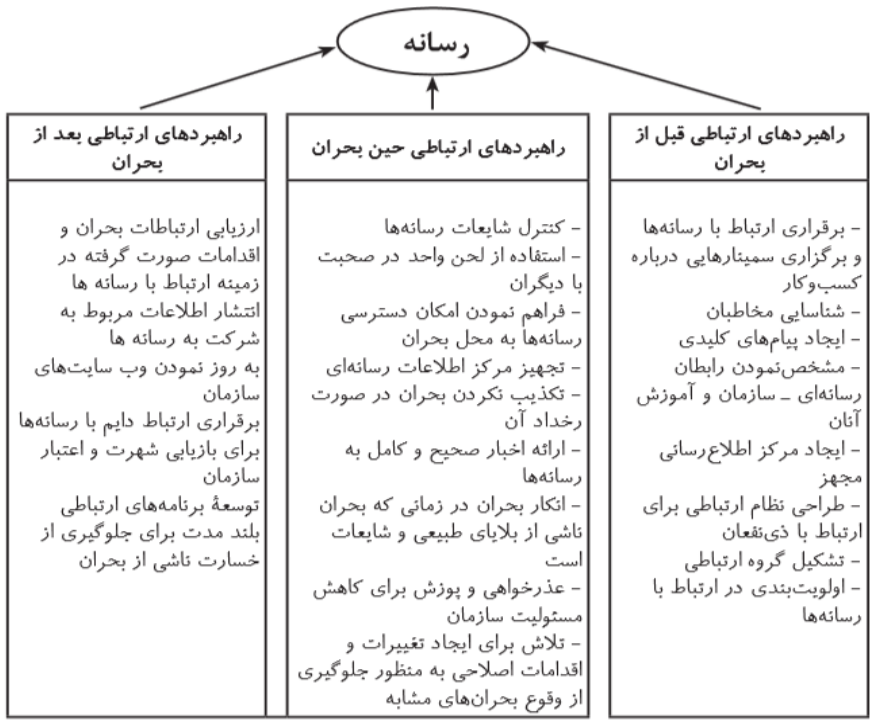 رسانه
راهبردهای ارتباطی قبل از
بحران
– برقراری ارتباط با رسانه‌ها
و برگزاری سمینارهایی درباره
کسب‌وکار
– شناسایی مخاطبان
– ایجاد پیام‌های کلیدی
– مشخص‌نمودن رابطان
رسانه‌ای – سازمان و آموزش
آنان
– ایجاد مرکز اطلاع‌رسانی
مجهز
– طراحی نظام ارتباطی برای
ارتباط با ذی‌نفعان
– تشکیل گروه ارتباطی
– اولویت‌بندی در ارتباط با
رسانه‌ها
راهبردهای ارتباطی حین بحران
– کنترل شایعات رسانه‌ها
– استفاده از لحن واحد در صحبت
با دیگران
– فراهم نمودن امکان دسترسی
رسانه‌ها به محل بحران
– تجهیز مرکز اطلاعات رسانه‌ای
– تکذیب نکردن بحران در صورت
رخداد آن
– ارائه اخبار صحیح و کامل به
رسانه‌ها
– انکار بحران در زمانی که بحران
ناشی از بلایای طبیعی و شایعات
است
– عذرخواهی و پوزش برای کاهش
مسئولیت سازمان
– تلاش برای ایجاد تغییرات و
اقدامات اصلاحی به منظور جلوگیری
از وقوع بحران‌های مشابه
راهبردهای ارتباطی بعد از
بحران
ارزیابی ارتباطات بحران و
اقدامات صورت گرفته در
زمینه ارتباط با رسانه ها
انتشار اطلاعات مربوط به
شرکت به رسانه ها
به روز نمودن وب سایت‌های
سازمان
برقراری ارتباط دایم با رسانه‌ها
برای بازیابی شهرت و اعتبار
سازمان
توسعهٔ برنامه‌های ارتباطی
بلند مدت برای جلوگیری از
خسارت ناشی از بحران